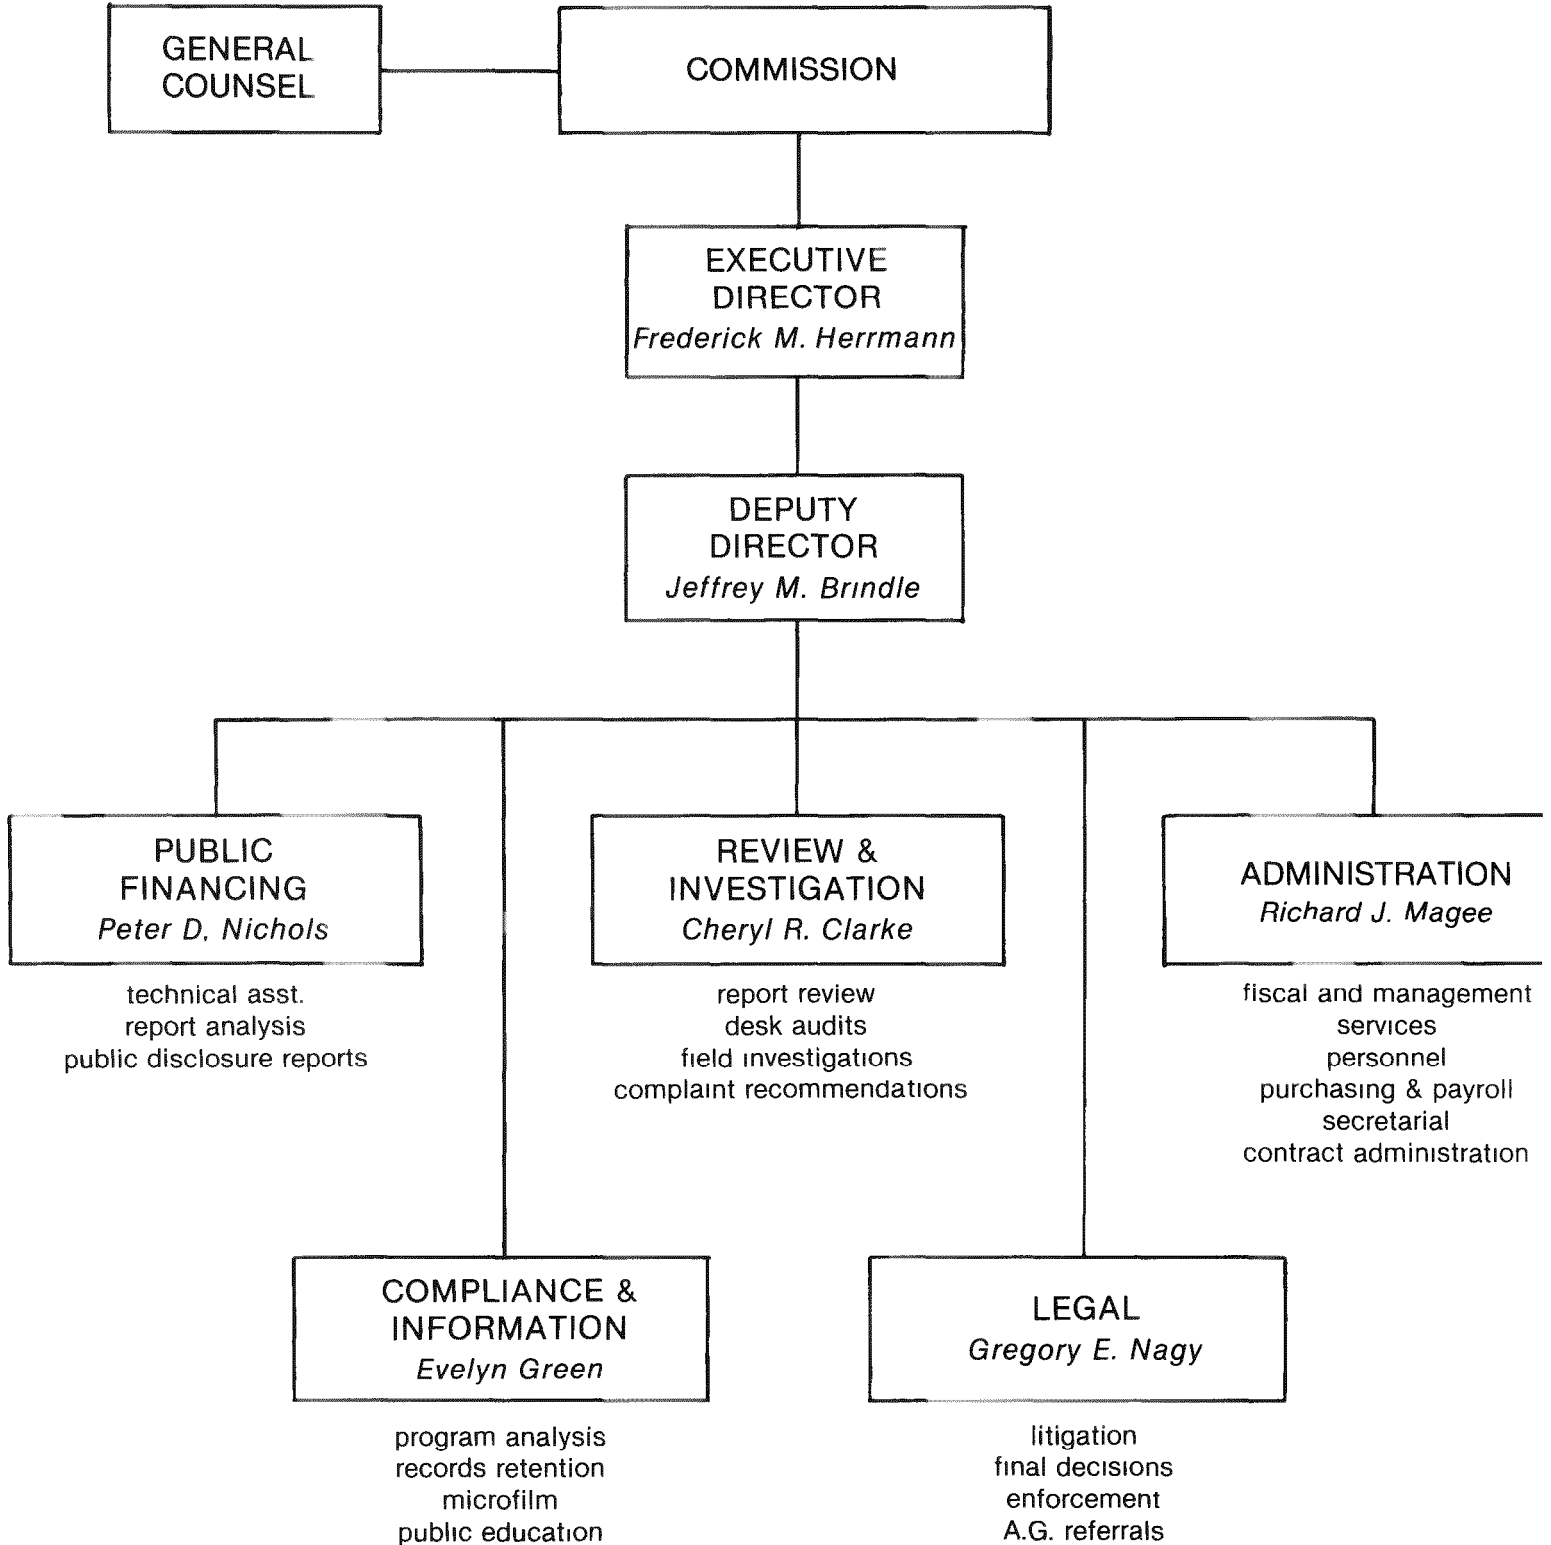 GENERAL
COUNSEL
COMMISSION
EXECUTIVE
DIRECTOR
Frederick M. Herrmann
DEPUTY
DIRECTOR
Jeffrey M. Brindle
PUBLIC
FINANCING
Peter D. Nichols
technical asst.
report analysis
public disclosure reports
REVIEW &
INVESTIGATION
Cheryl R. Clarke
report review
desk audits
field investigations
complaint recommendations
ADMINISTRATION
Richard J. Magee
fiscal and management
services
personnel
purchasing & payroll
secretarial
contract administration
COMPLIANCE &
INFORMATION
Evelyn Green
program analysis
records retention
microfilm
public education
LEGAL
Gregory E. Nagy
litigation
final decisions
enforcement
A.G. referrals